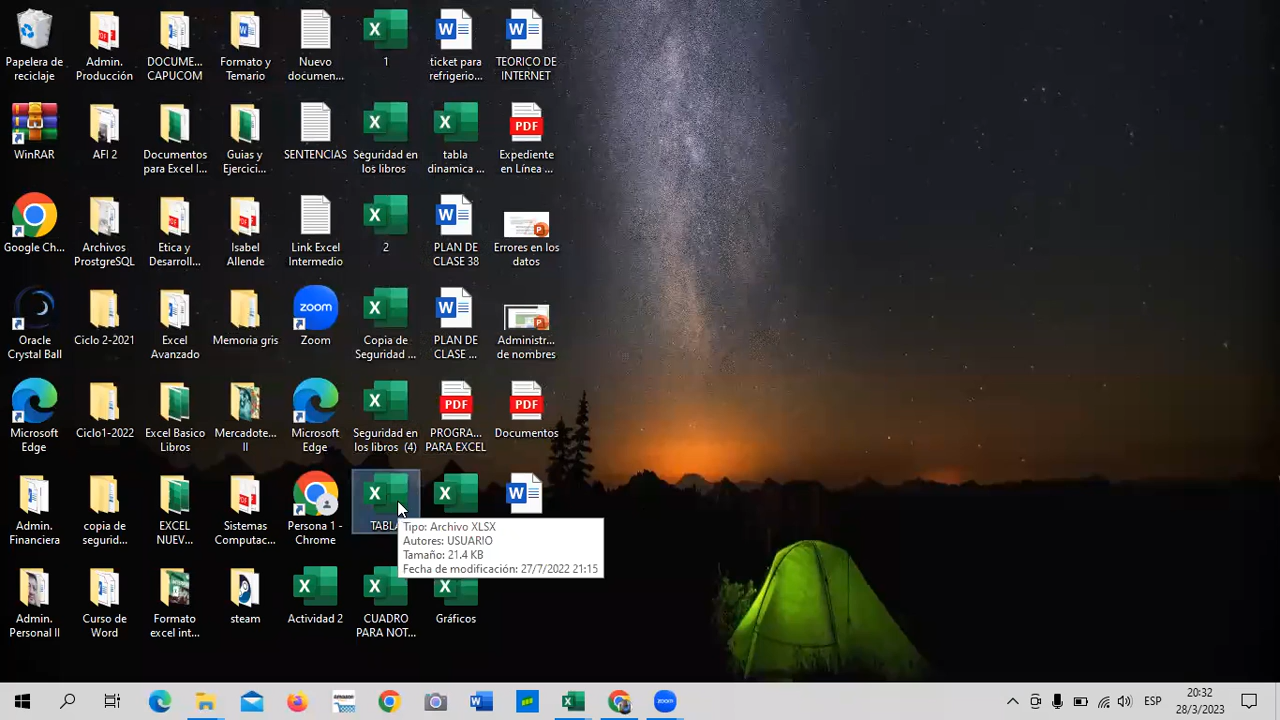 Papelera de
reciclaje
Admin.
Producción
DOCUME...
CAPUCOM
Formato y
Temario
Nuevo
documen...
1
ticket para
refrigerio...
TEORICO DE
INTERNET
WinRAR
AFI 2
Documentos
para Excel I...
Guias y
Ejercici...
SENTENCIAS
Seguridad en
los libros
tabla
dinamica ...
PDF
Expediente
en Línea ...
Google Ch...
Archivos
ProstgreSQL
Etica y
Desarroll...
Isabel
Allende
Link Excel
Intermedio
2
PLAN DE
CLASE 38
Errores en los
datos
Oracle
Crystal Ball
Ciclo 2-2021
Excel
Avanzado
Memoria gris
zoom
Zoom
Copia de
Seguridad ...
PLAN DE
CLASE ...
Administr...
de nombres
Microsoft
Edge
Ciclo1-2022
Excel Basico
Libros
Mercadote...
II
Microsoft
Edge
Seguridad en
los libros (4)
PDF
PROGRA...
PARA EXCEL
PDF
Documentos
Admin.
Financiera
copia de
segurid...
EXCEL
NUEV...
Sistemas
Computac...
Persona 1 -
Chrome
TABLA
Tipo: Archivo XLSX
Autores: USUARIO
Tamaño: 21.4 KB
Fecha de modificación: 27/7/2022 21:15
Admin.
Personal II
Curso de
Word
Formato
excel int...
steam
Actividad 2
CUADRO
PARA NOT...
Gráficos
zoom
ESP
20:32
28/3/2023